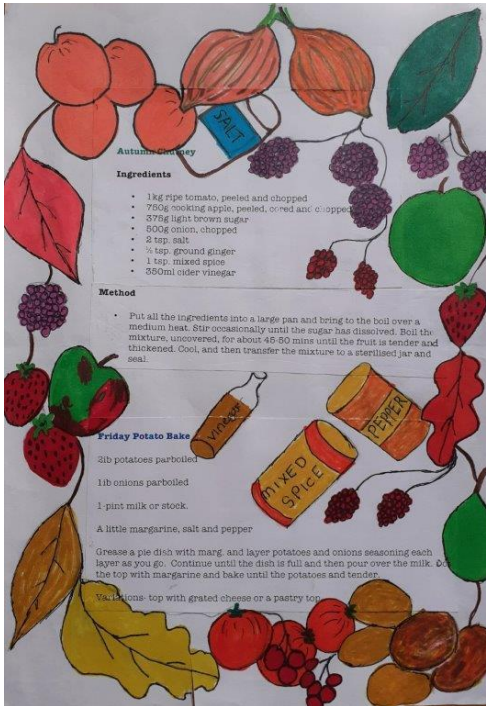 SALT
Autumn Chutney
Ingredients
• 1kg ripe tomato, peeled and chopped
• 750g cooking apple, peeled, cored and chopped
• 375g light brown sugar
• 500g onion, chopped
• 2 tsp. salt
• ½ tsp. ground ginger
• 1 tsp. mixed spice
• 350ml cider vinegar
Method
• Put all the ingredients into a large pan and bring to the boil over a
medium heat. Stir occasionally until the sugar has dissolved. Boil the
mixture, uncovered, for about 45-50 mins until the fruit is tender and
thickened. Cool, and then transfer the mixture to a sterilised jar and
seal.
vinegar
PEPPER
MIXED
SPICE
Friday Potato Bake
2lb potatoes parboiled
1lb onions parboiled
1-pint milk or stock.
A little margarine, salt and pepper
Grease a pie dish with marg. and layer potatoes and onions seasoning each
layer as you go. Continue until the dish is full and then pour over the milk.
the top with margarine and bake until the potatoes and tender.
Variations- top with grated cheese or a pastry top